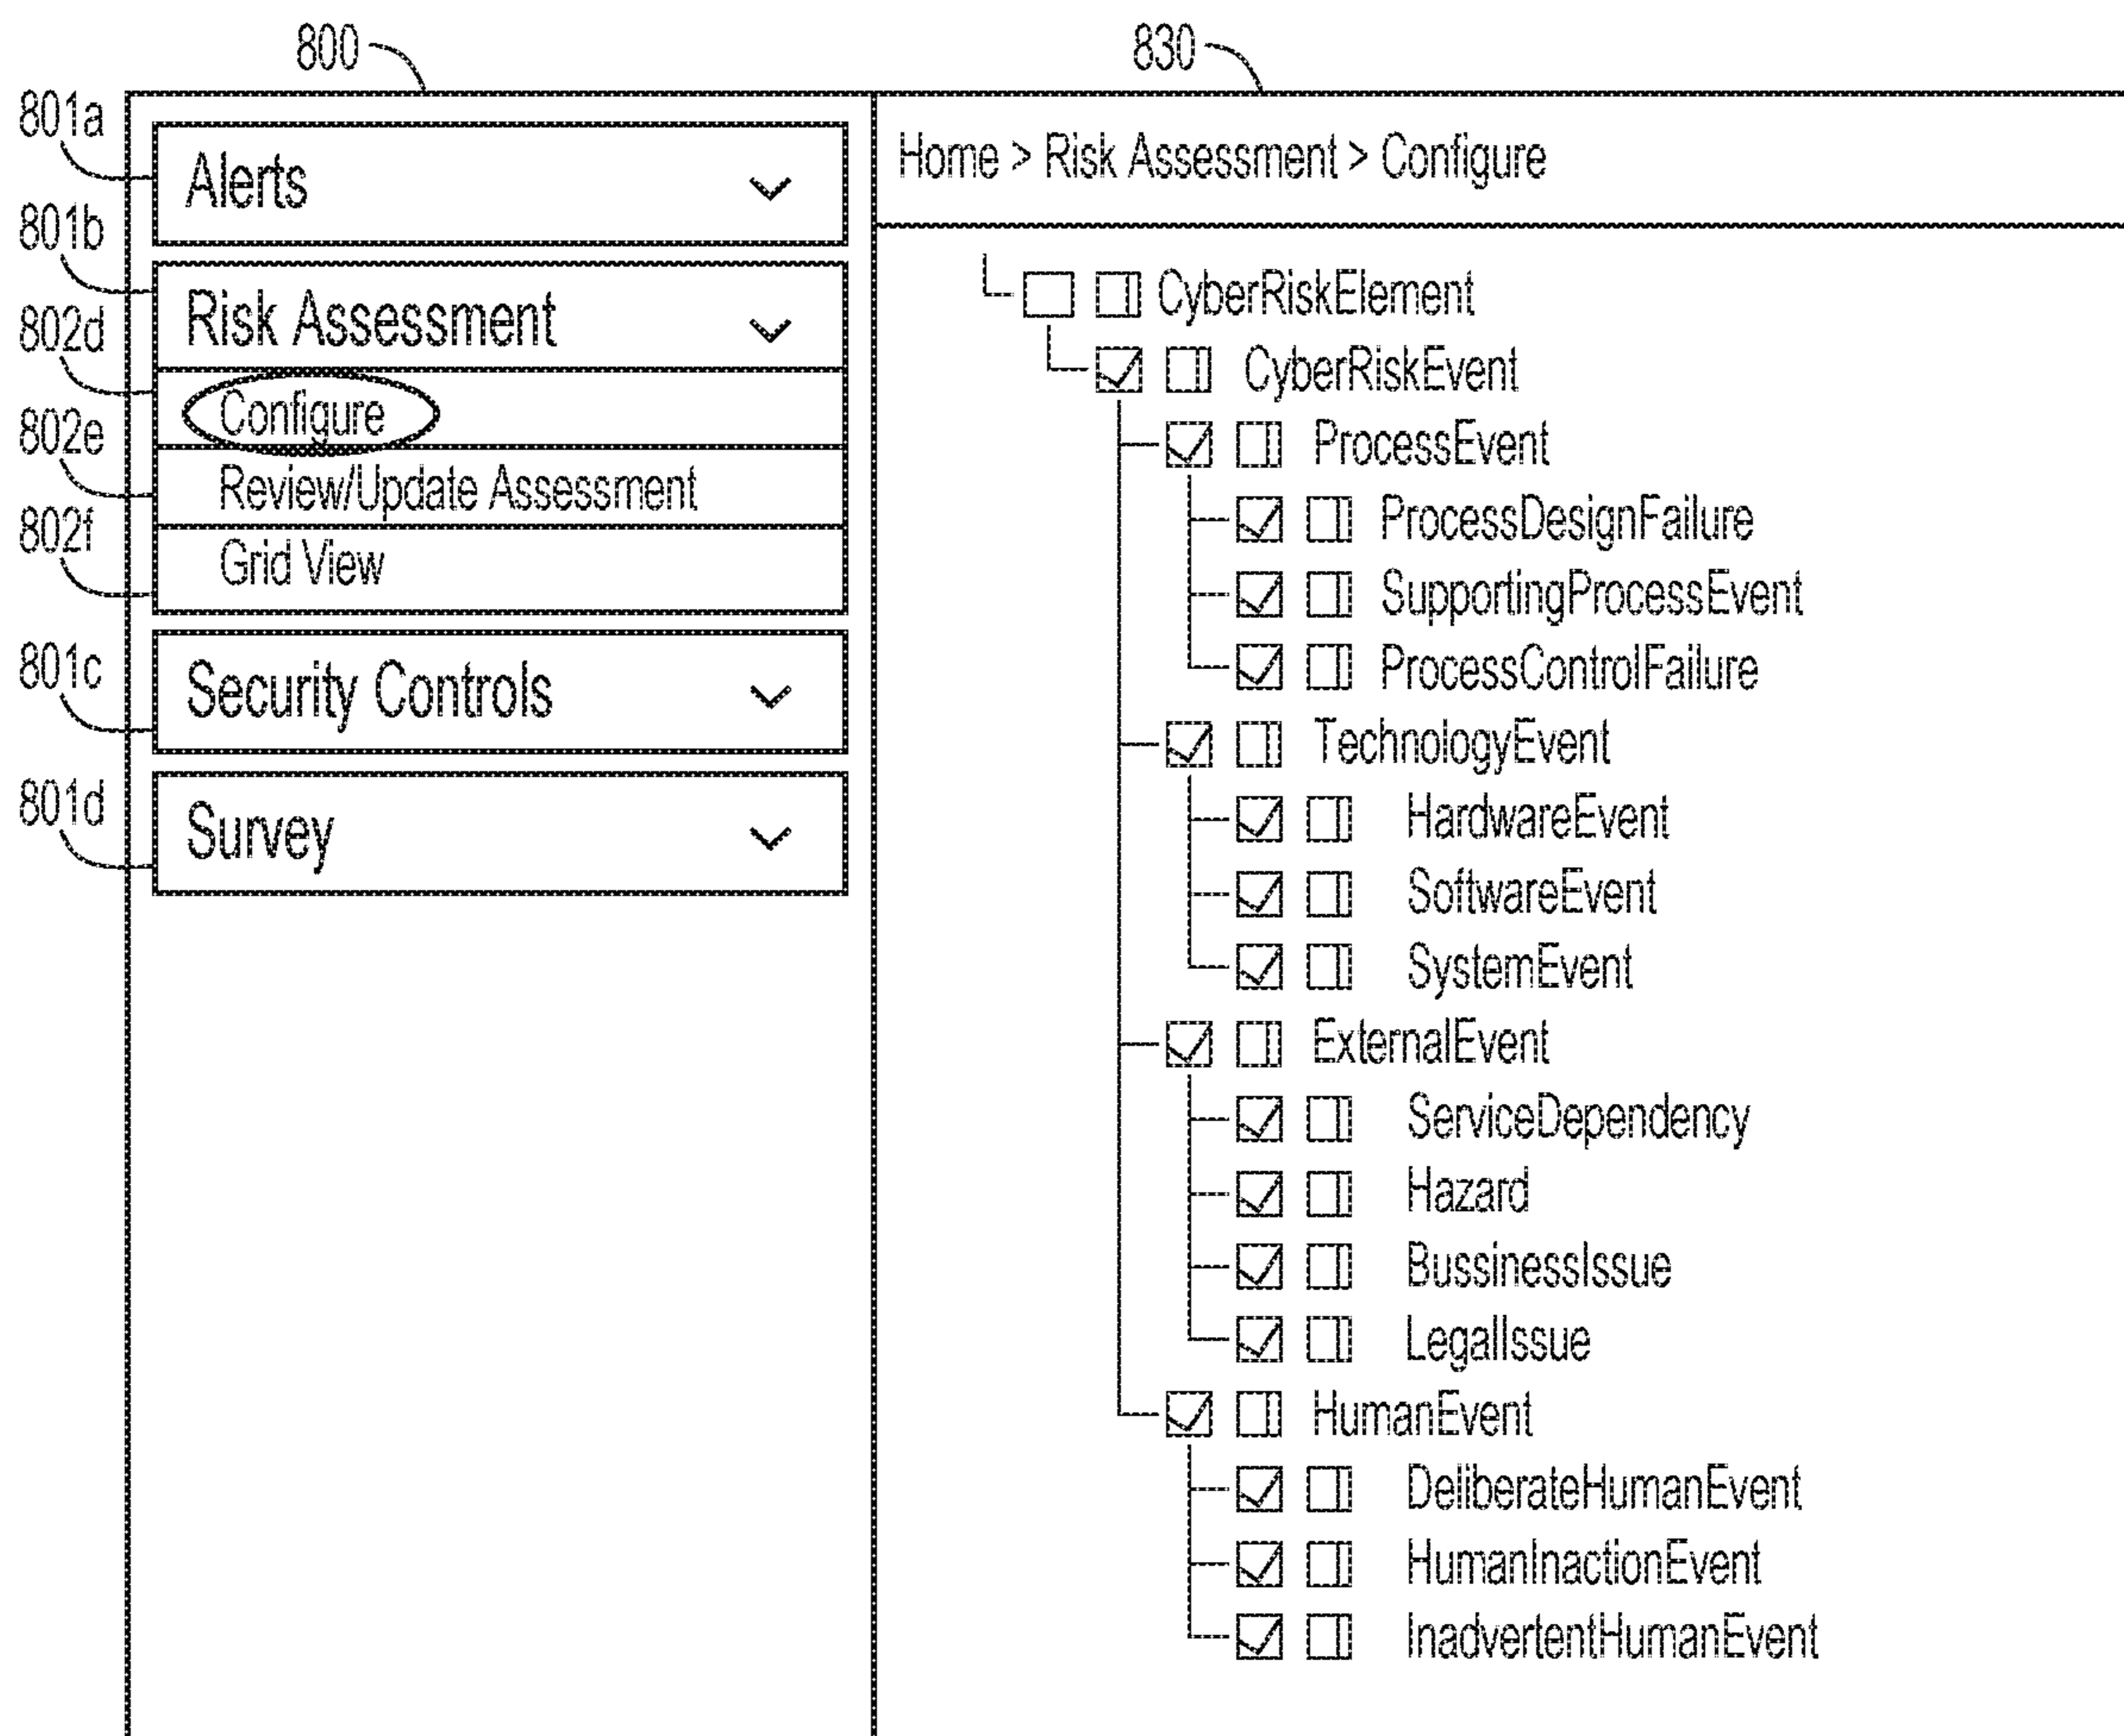 800
830
801a
Alerts
801b
Risk Assessment
802d
Configure
802e
Review/Update Assessment
802f
Grid View
801c
Security Controls
801d
Survey
Home > Risk Assessment > Configure
CyberRiskElement
CyberRiskEvent
ProcessEvent
ProcessDesignFailure
SupportingProcessEvent
ProcessControlFailure
TechnologyEvent
HardwareEvent
SoftwareEvent
SystemEvent
ExternalEvent
ServiceDependency
Hazard
BussinessIssue
LegalIssue
HumanEvent
DeliberateHumanEvent
HumanInactionEvent
InadvertentHumanEvent